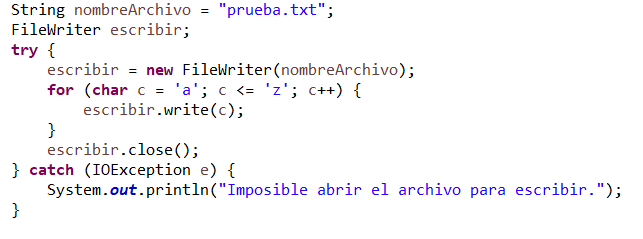 String nombreArchivo = "prueba.txt";
FileWriter escribir;
try {
    escribir = new FileWriter(nombreArchivo);
    for (char c = 'a'; c <= 'z'; c++) {
        escribir.write(c);
    }
    escribir.close();
} catch (IOException e) {
    System.out.println("Imposible abrir el archivo para escribir.");
}